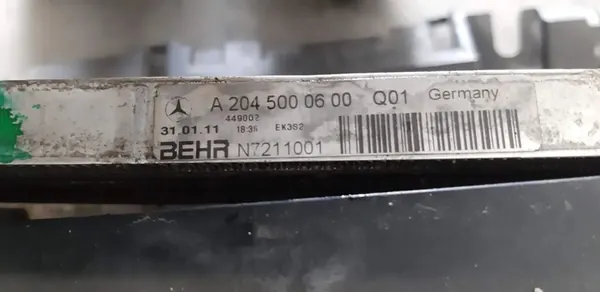 A 204 500 06 00 Q01 Germany
449002
31.01.11 18:36 EK3S2
BEHR N7211001